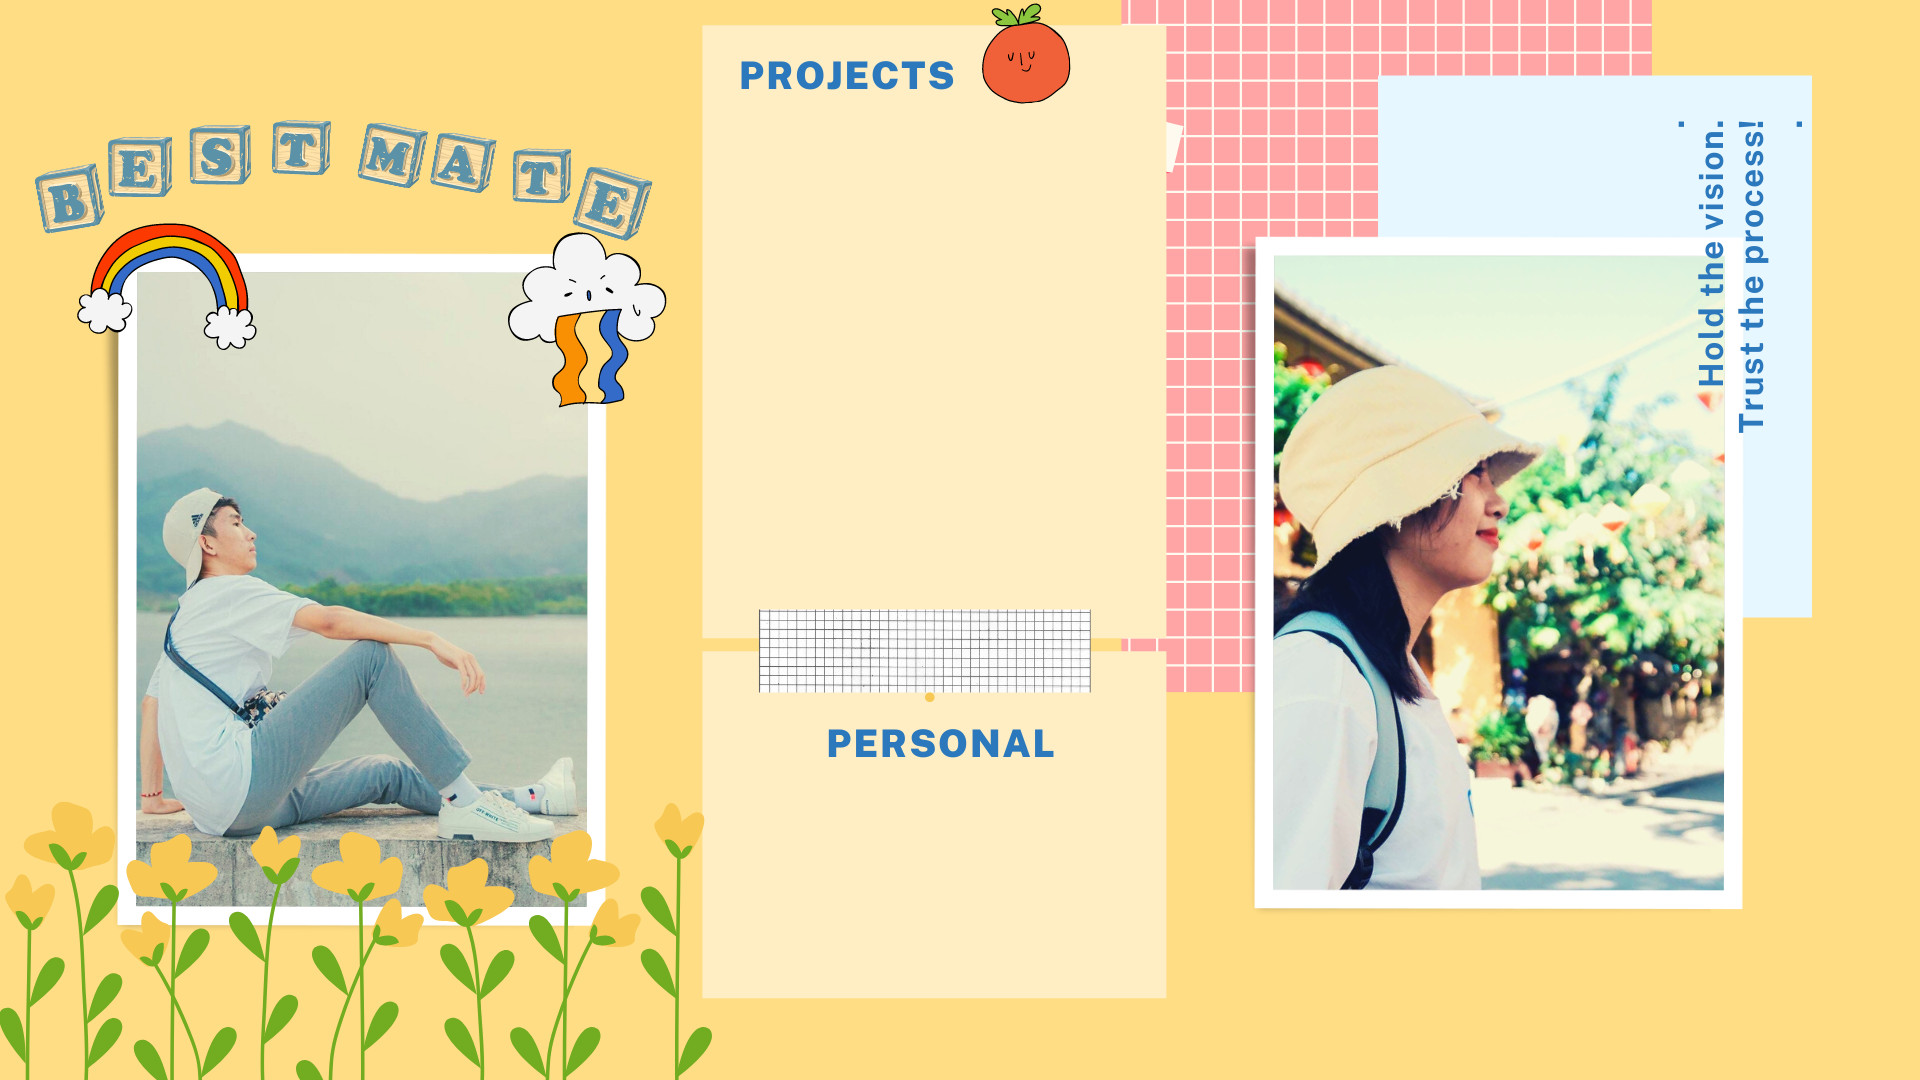 BEST MATE
PROJECTS
PERSONAL
Hold the vision.
Trust the process!